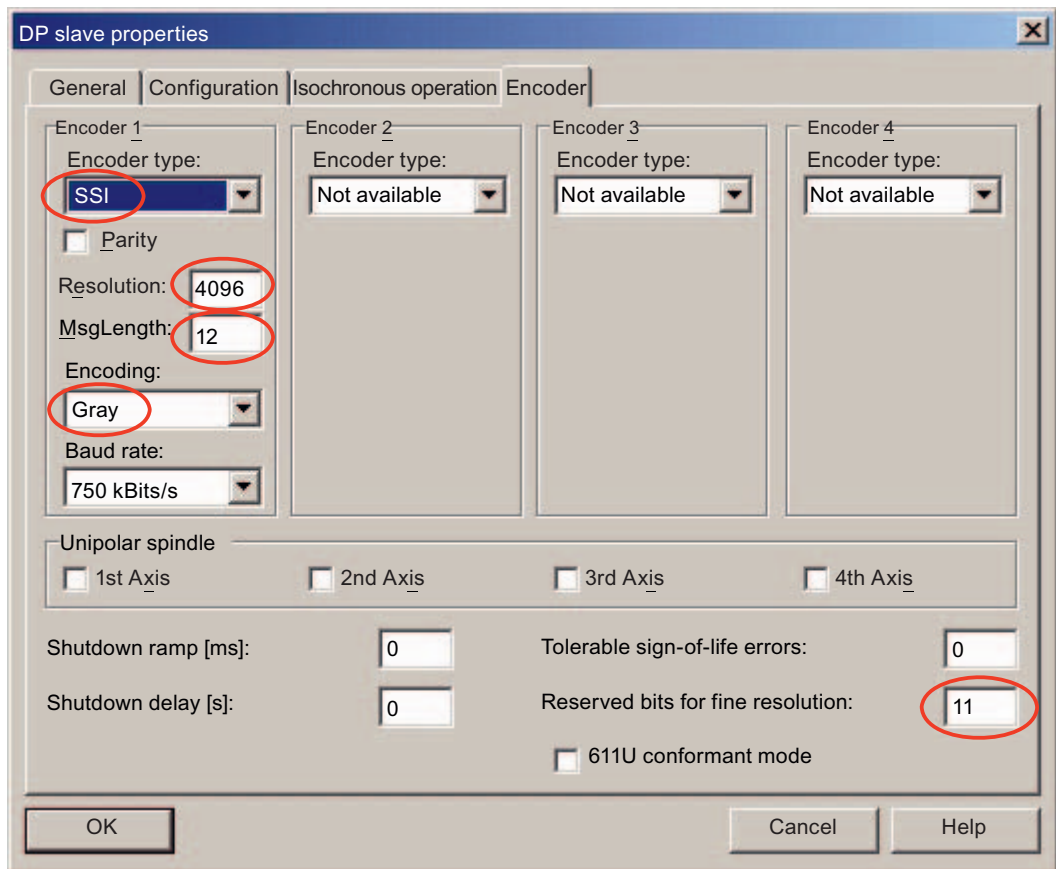 DP slave properties
General Configuration Isochronous operation Encoder
Encoder 1 Encoder 2 Encoder 3 Encoder 4
Encoder type: Encoder type: Encoder type: Encoder type:
SSI Not available Not available Not available
Parity
Resolution: 4096
MsgLength: 12
Encoding:
Gray
Baud rate:
750 kBits/s
Unipolar spindle
1st Axis 2nd Axis 3rd Axis 4th Axis
Shutdown ramp [ms]: 0 Tolerable sign-of-life errors: 0
Shutdown delay [s]: 0 Reserved bits for fine resolution: 11
611U conformant mode
OK Cancel Help